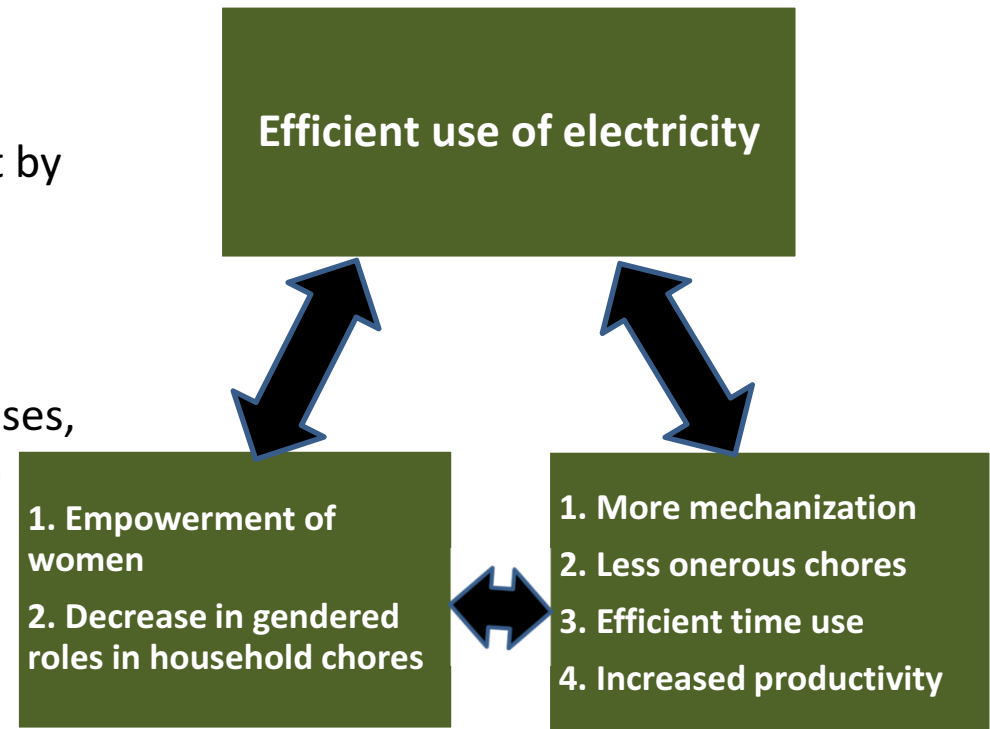 Efficient use of electricity
t by
ses,
1. Empowerment of
women
2. Decrease in gendered
roles in household chores
1. More mechanization
2. Less onerous chores
3. Efficient time use
4. Increased productivity